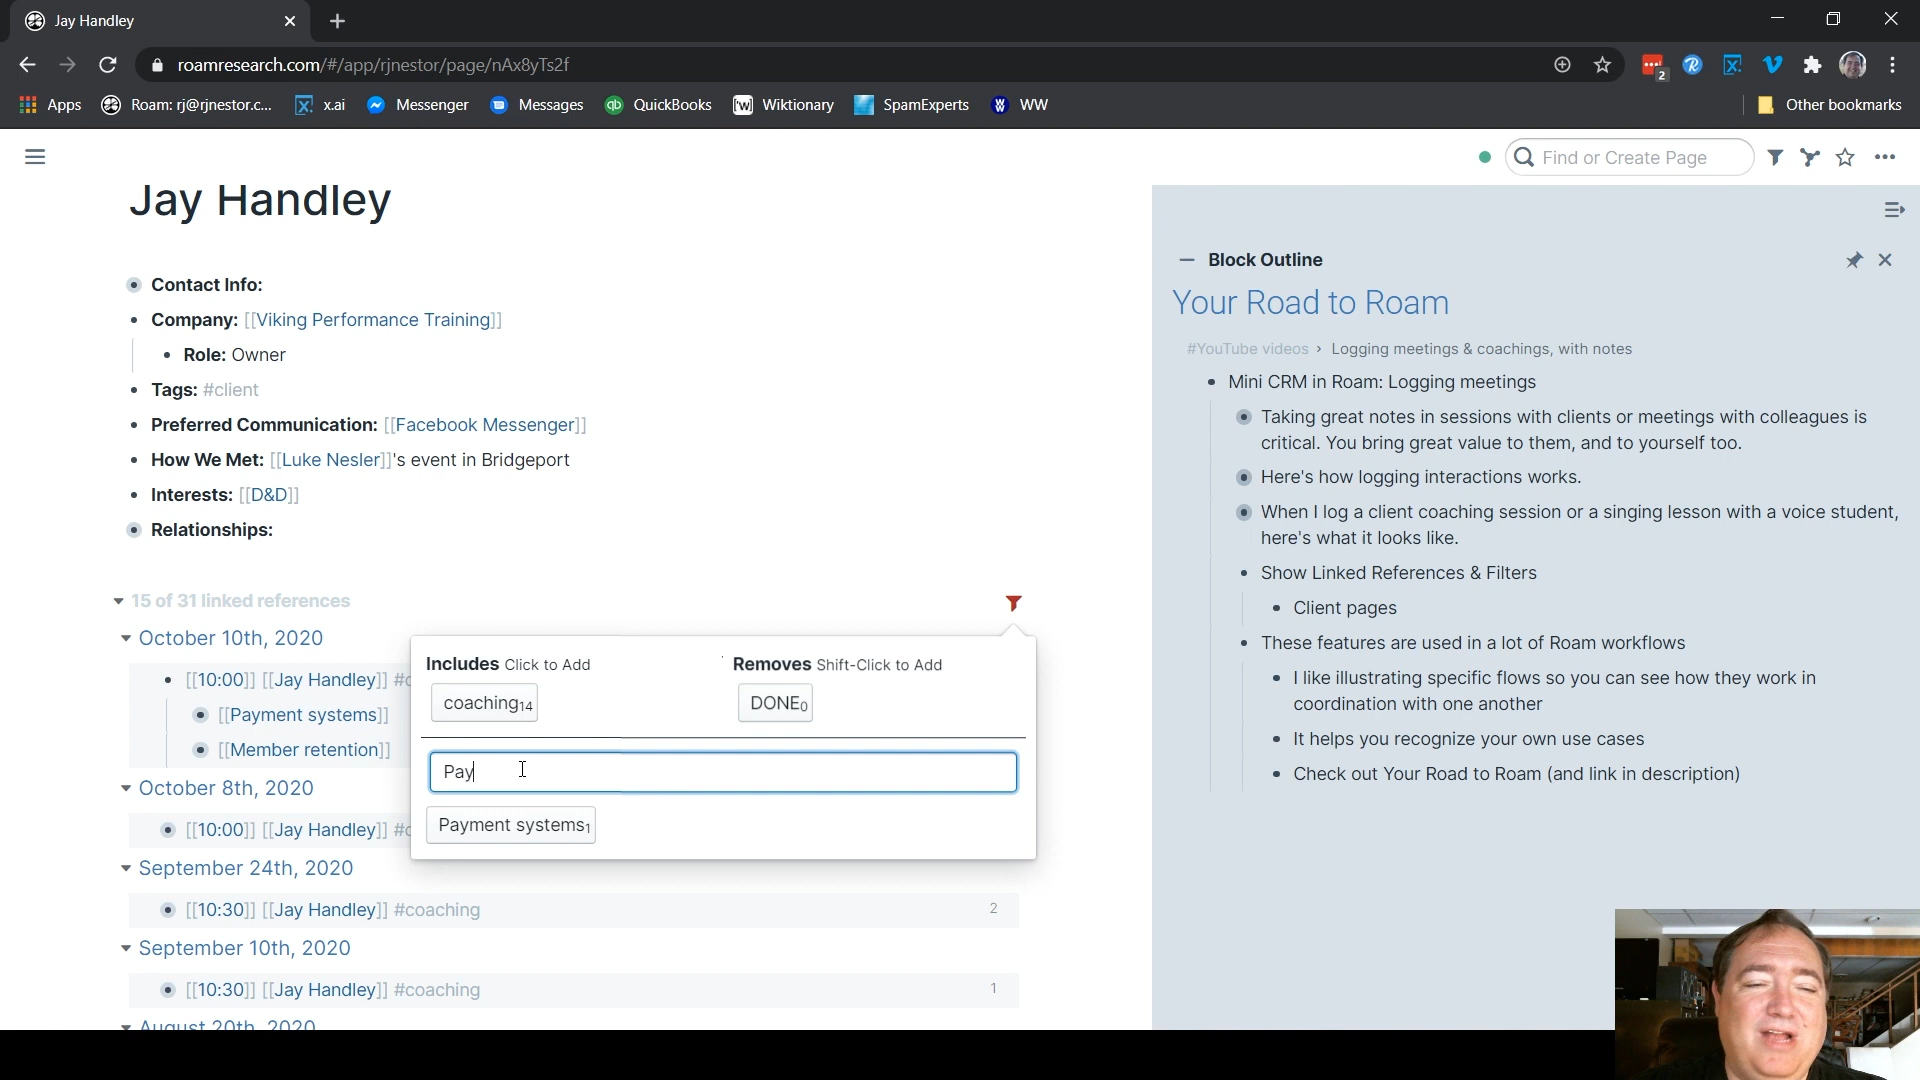 Jay Handley
roamresearch.com/#/app/rjnestor/page/nAx8yTs2f
2
Apps
Roam: rj@rjnestor.c...
x.ai
Messenger
Messages
QuickBooks
Wiktionary
SpamExperts
WW
Other bookmarks
Find or Create Page
Jay Handley
Contact Info:
Company: [[Viking Performance Training]]
Role: Owner
Tags: #client
Preferred Communication: [[Facebook Messenger]]
How We Met: [[Luke Nesler]]'s event in Bridgeport
Interests: [[D&D]]
Relationships:
15 of 31 linked references
October 10th, 2020
[[10:00]] [[Jay Handley]] #c
[[Payment systems]]
[[Member retention]]
October 8th, 2020
[[10:00]] [[Jay Handley]] #c
September 24th, 2020
[[10:30]] [[Jay Handley]] #coaching 2
September 10th, 2020
[[10:30]] [[Jay Handley]] #coaching 1
August 20th, 2020
Includes Click to Add
coaching14
Removes Shift-Click to Add
DONE0
Pay
Payment systems1
Block Outline
Your Road to Roam
#YouTube videos › Logging meetings & coachings, with notes
Mini CRM in Roam: Logging meetings
Taking great notes in sessions with clients or meetings with colleagues is
critical. You bring great value to them, and to yourself too.
Here's how logging interactions works.
When I log a client coaching session or a singing lesson with a voice student,
here's what it looks like.
Show Linked References & Filters
Client pages
These features are used in a lot of Roam workflows
I like illustrating specific flows so you can see how they work in
coordination with one another
It helps you recognize your own use cases
Check out Your Road to Roam (and link in description)